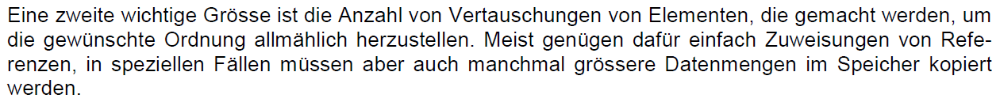 Eine zweite wichtige Grösse ist die Anzahl von Vertauschungen von Elementen, die gemacht werden, um
die gewünschte Ordnung allmählich herzustellen. Meist genügen dafür einfach Zuweisungen von Refe-
renzen, in speziellen Fällen müssen aber auch manchmal grössere Datenmengen im Speicher kopiert
werden.